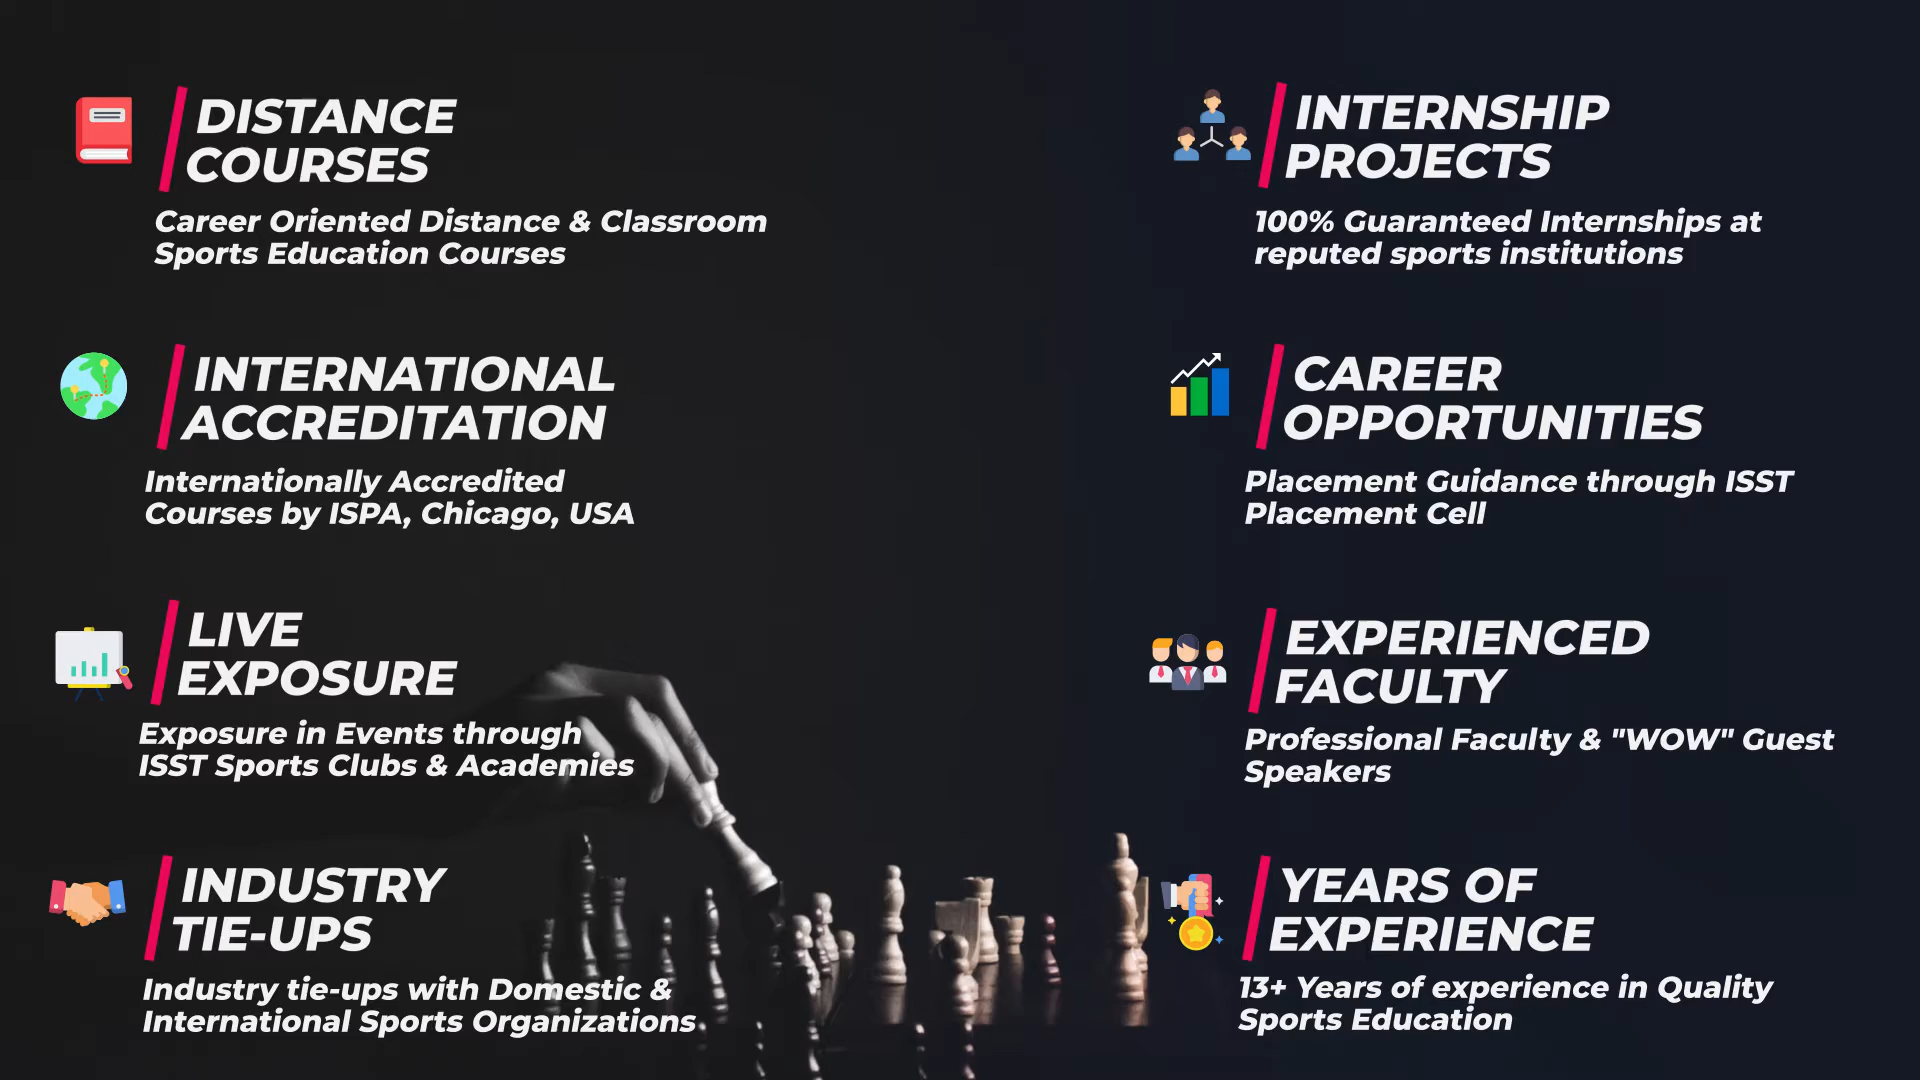 DISTANCE
COURSES
Career Oriented Distance & Classroom
Sports Education Courses
INTERNATIONAL
ACCREDITATION
Internationally Accredited
Courses by ISPA, Chicago, USA
LIVE
EXPOSURE
Exposure in Events through
ISST Sports Clubs & Academies
INDUSTRY
TIE-UPS
Industry tie-ups with Domestic &
International Sports Organizations
INTERNSHIP
PROJECTS
100% Guaranteed Internships at
reputed sports institutions
CAREER
OPPORTUNITIES
Placement Guidance through ISST
Placement Cell
EXPERIENCED
FACULTY
Professional Faculty & "WOW" Guest
Speakers
YEARS OF
EXPERIENCE
13+ Years of experience in Quality
Sports Education